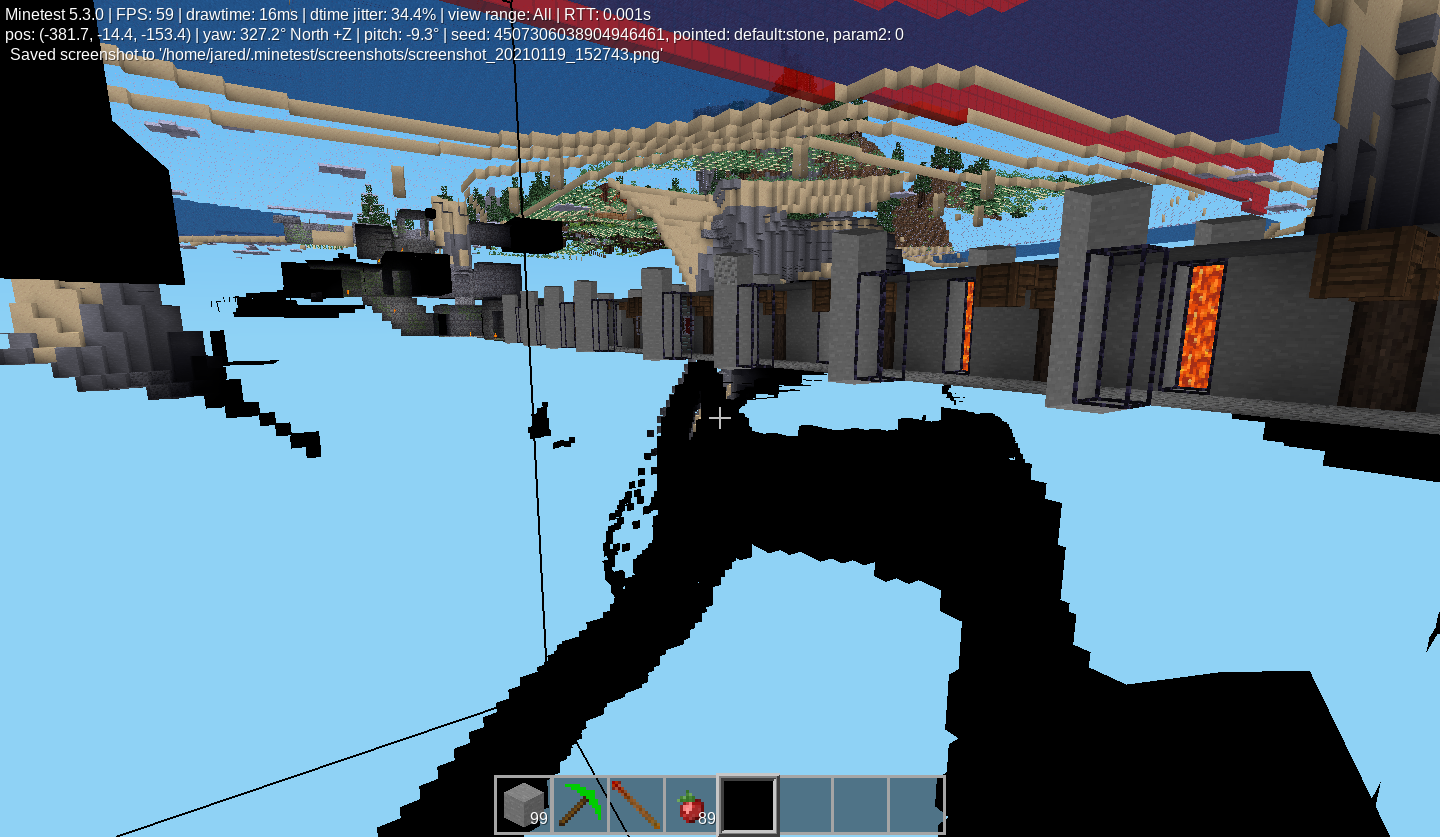 Minetest 5.3.0 | FPS: 59 | drawtime: 16ms | dtime jitter: 34.4% | view range: All | RTT: 0.001s
pos: (-381.7, -14.4, -153.4) | yaw: 327.2° North +Z | pitch: -9.3° | seed: 4507306038904946461, pointed: default:stone, param2: 0
Saved screenshot to '/home/jared/.minetest/screenshots/screenshot_20210119_152743.png'
99 89